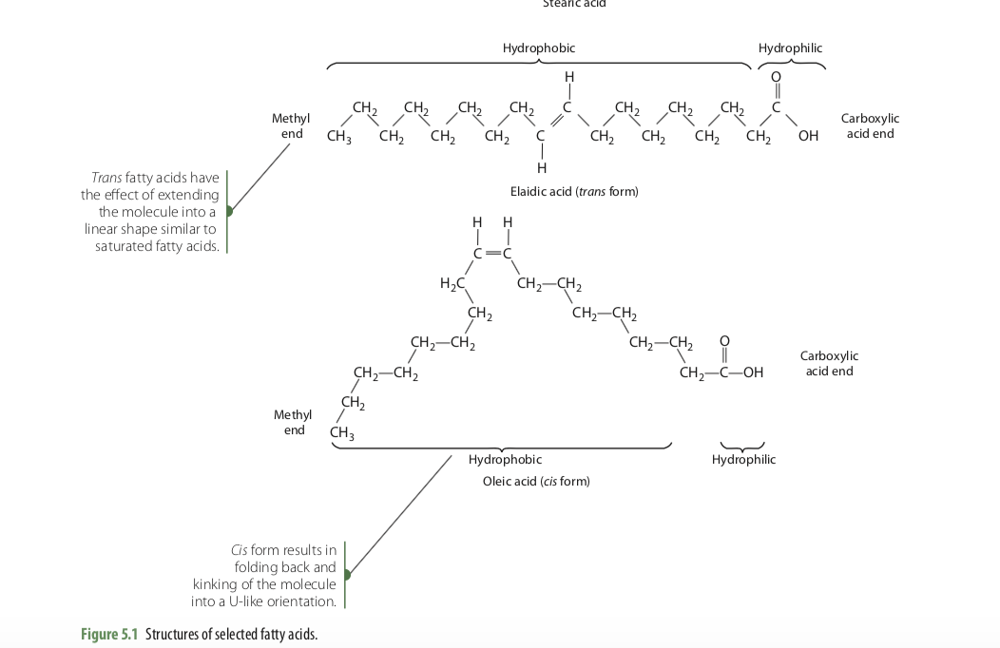 Stearic acid
Hydrophobic
Hydrophilic
H
O
CH₂ CH₂ CH₂ CH₂ C CH₂ CH₂ CH₂ C
Methyl
end
CH₃ CH₂ CH₂ CH₂ C CH₂ CH₂ CH₂ CH₂ OH
Carboxylic
acid end
H
Elaidic acid (trans form)
Trans fatty acids have
the effect of extending
the molecule into a
linear shape similar to
saturated fatty acids.
H H
C=C
H₂C CH₂—CH₂
CH₂ CH₂—CH₂
CH₂—CH₂ CH₂—CH₂ O
CH₂—CH₂ CH₂—C—OH
Carboxylic
acid end
CH₂
Methyl
end
CH₃
Hydrophobic
Hydrophilic
Oleic acid (cis form)
Cis form results in
folding back and
kinking of the molecule
into a U-like orientation.
Figure 5.1 Structures of selected fatty acids.